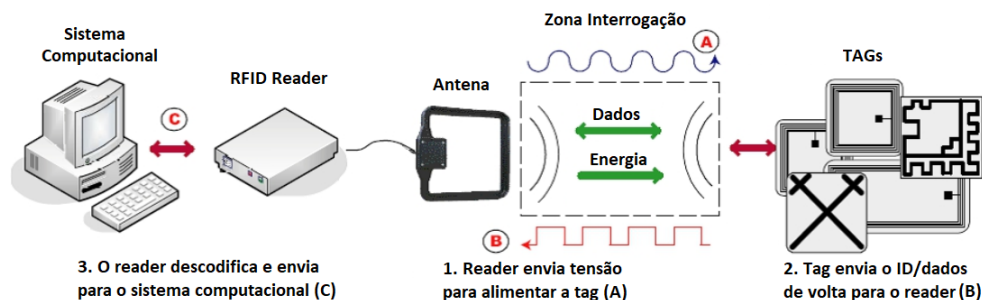 Sistema
Computacional
RFID Reader
Antena
Zona Interrogação
TAGs
A
C
Dados
Energia
B
3. O reader descodifica e envia
para o sistema computacional (C)
1. Reader envia tensão
para alimentar a tag (A)
2. Tag envia o ID/dados
de volta para o reader (B)